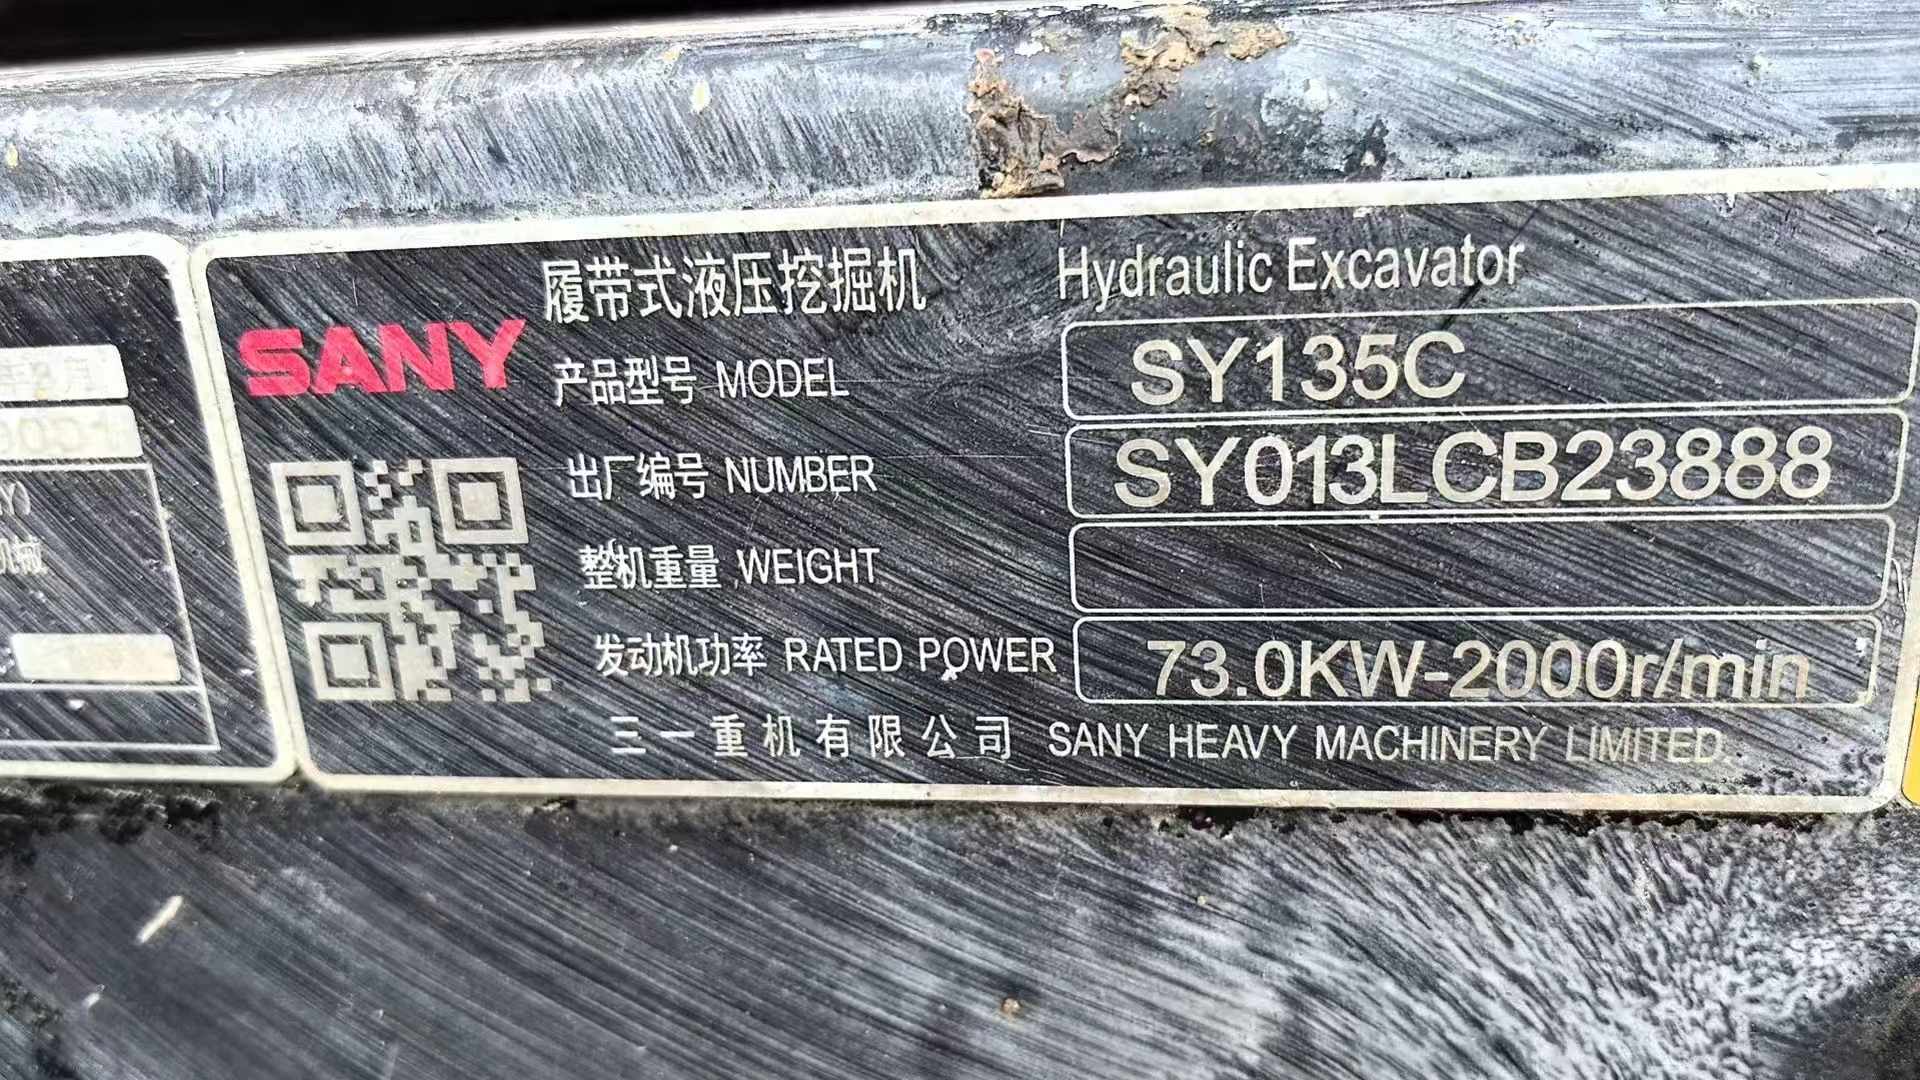 履带式液压挖掘机 Hydraulic Excavator
SANY
产品型号 MODEL SY135C
出厂编号 NUMBER SY013LCB23888
整机重量 WEIGHT
发动机功率 RATED POWER 73.0KW-2000r/min
三一重机有限公司 SANY HEAVY MACHINERY LIMITED.